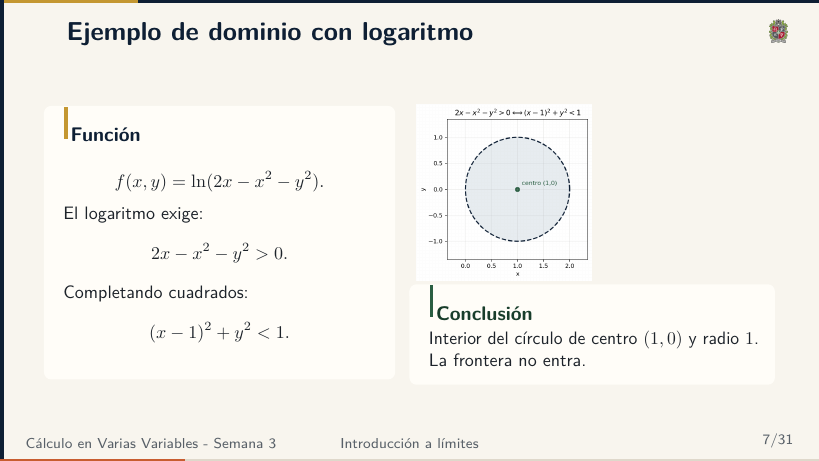 Ejemplo de dominio con logaritmo
Función
f(x, y) = ln(2x − x² − y²).
El logaritmo exige:
2x − x² − y² > 0.
Completando cuadrados:
(x − 1)² + y² < 1.
2x − x² − y² > 0 ⟺ (x − 1)² + y² < 1
1.0
0.5
0.0
−0.5
−1.0
y
centro (1,0)
0.0 0.5 1.0 1.5 2.0
x
Conclusión
Interior del círculo de centro (1, 0) y radio 1.
La frontera no entra.
Cálculo en Varias Variables - Semana 3 Introducción a límites 7/31